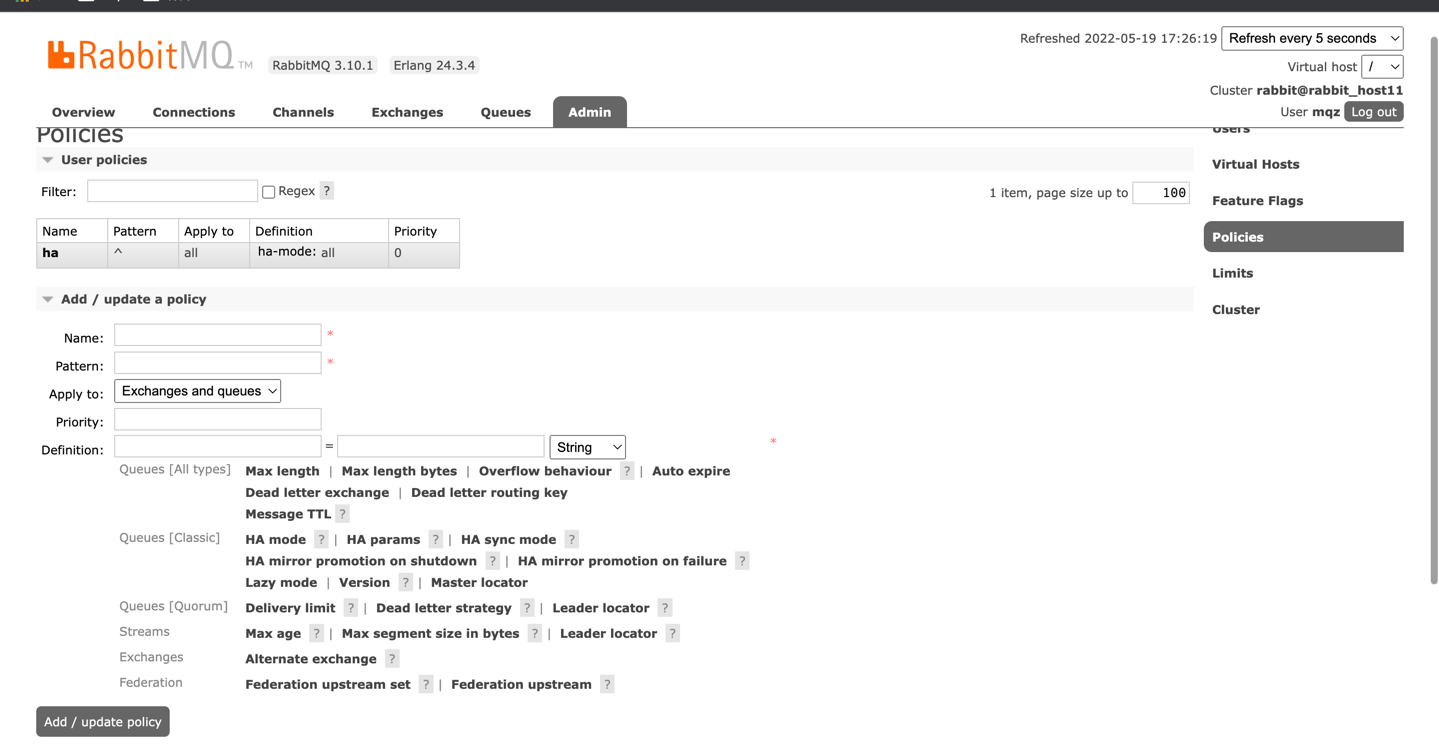 Refreshed 2022-05-19 17:26:19 Refresh every 5 seconds
RabbitMQ TM RabbitMQ 3.10.1 Erlang 24.3.4
Virtual host /
Cluster rabbit@rabbit_host11
User mqz Log out
Overview Connections Channels Exchanges Queues Admin
Policies
Users
Virtual Hosts
Feature Flags
Policies
Limits
Cluster
User policies
Filter: Regex ? 1 item, page size up to 100
Name Pattern Apply to Definition Priority
ha ^ all ha-mode: all 0
Add / update a policy
Name: *
Pattern: *
Apply to: Exchanges and queues
Priority:
Definition: = String *
Queues [All types] Max length | Max length bytes | Overflow behaviour ? | Auto expire
Dead letter exchange | Dead letter routing key
Message TTL ?
Queues [Classic] HA mode ? | HA params ? | HA sync mode ?
HA mirror promotion on shutdown ? | HA mirror promotion on failure ?
Lazy mode | Version ? | Master locator
Queues [Quorum] Delivery limit ? | Dead letter strategy ? | Leader locator ?
Streams Max age ? | Max segment size in bytes ? | Leader locator ?
Exchanges Alternate exchange ?
Federation Federation upstream set ? | Federation upstream ?
Add / update policy